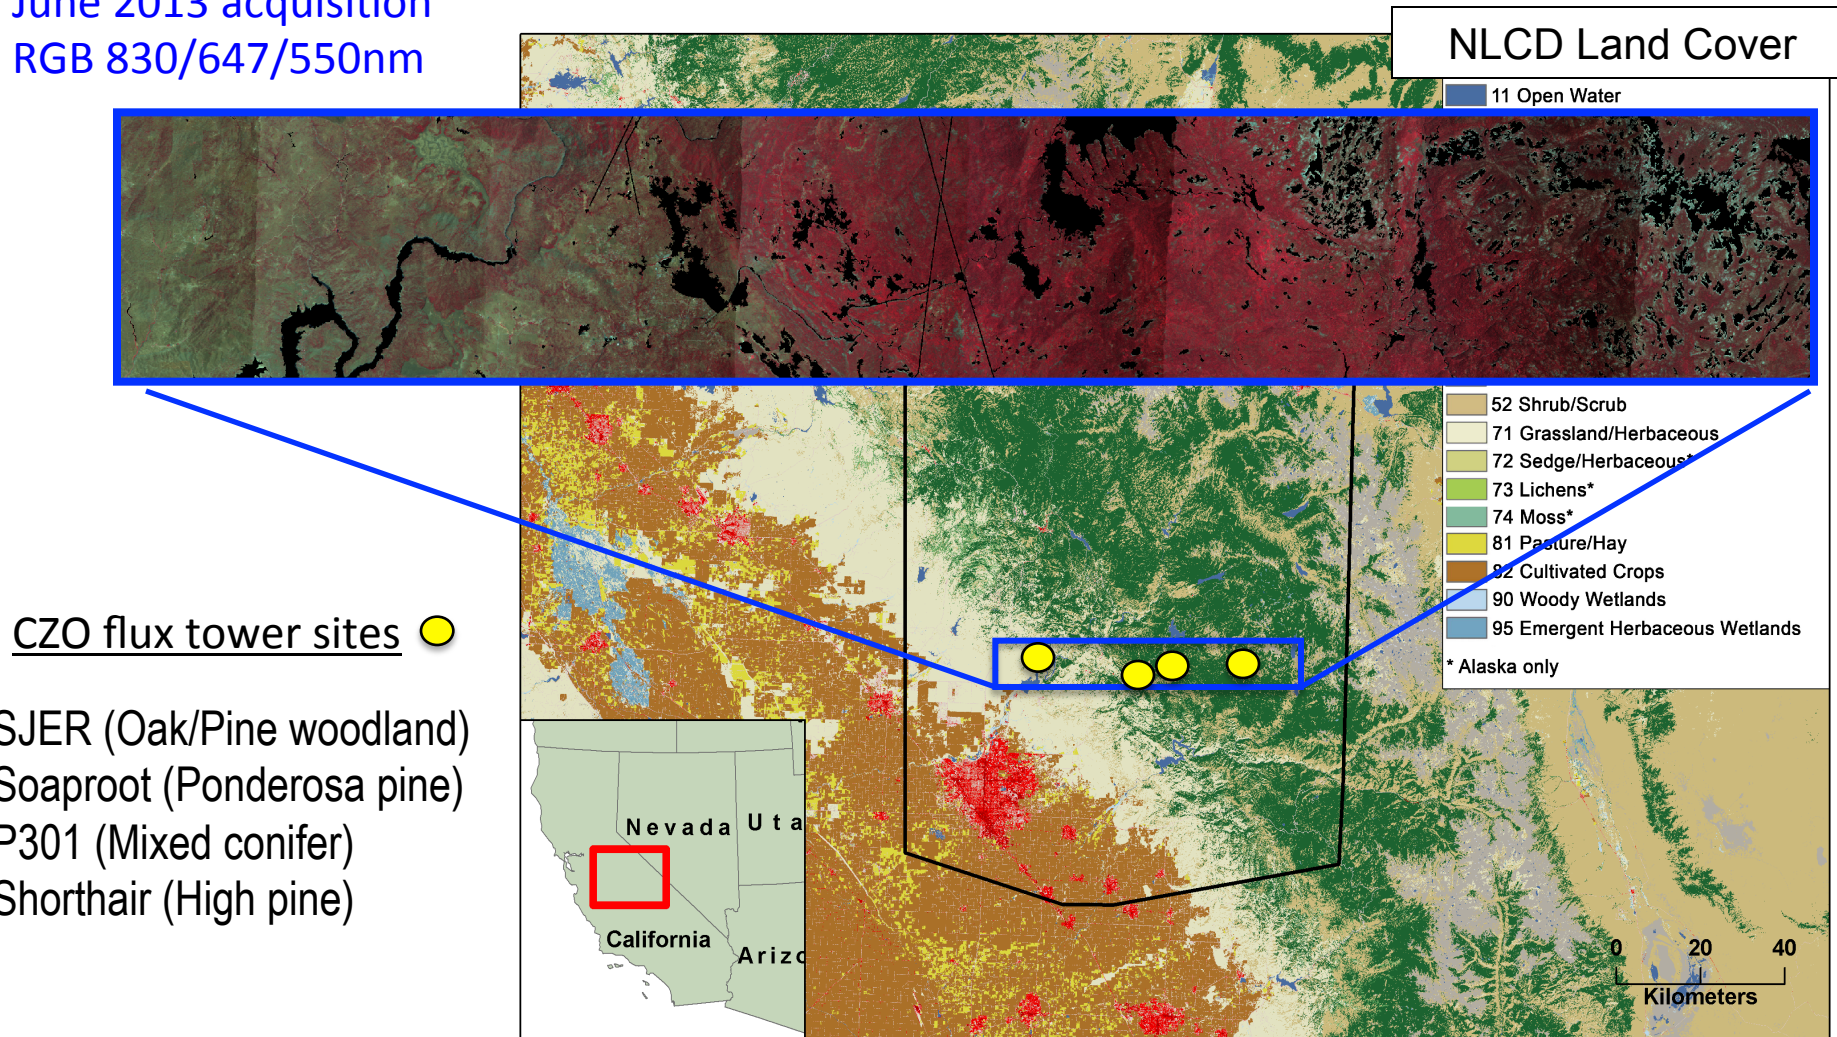 June 2013 acquisition
RGB 830/647/550nm
NLCD Land Cover
11 Open Water
52 Shrub/Scrub
71 Grassland/Herbaceous
72 Sedge/Herbaceous*
73 Lichens*
74 Moss*
81 Pasture/Hay
82 Cultivated Crops
90 Woody Wetlands
95 Emergent Herbaceous Wetlands
* Alaska only
CZO flux tower sites
SJER (Oak/Pine woodland)
Soaproot (Ponderosa pine)
P301 (Mixed conifer)
Shorthair (High pine)
Nevada
Uta
California
Arizo
0 20 40
Kilometers